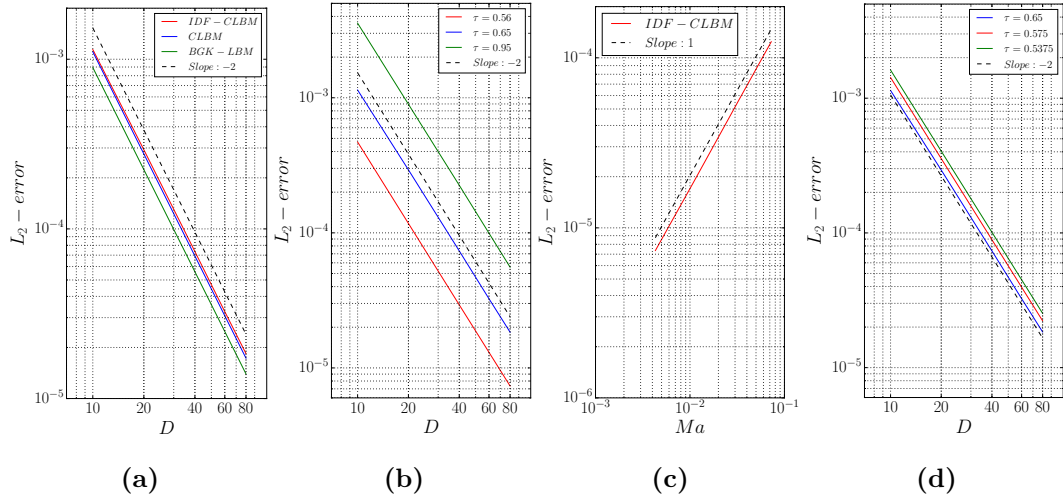 IDF − CLBM
CLBM
BGK − LBM
Slope : −2
10⁻³
10⁻⁴
10⁻⁵
L₂ − error
10 20 40 60 80
D
(a)
τ = 0.56
τ = 0.65
τ = 0.95
Slope : −2
10⁻³
10⁻⁴
10⁻⁵
L₂ − error
10 20 40 60 80
D
(b)
IDF − CLBM
Slope : 1
10⁻⁴
10⁻⁵
10⁻⁶
L₂ − error
10⁻³ 10⁻² 10⁻¹
Ma
(c)
τ = 0.65
τ = 0.575
τ = 0.5375
Slope : −2
10⁻³
10⁻⁴
10⁻⁵
L₂ − error
10 20 40 60 80
D
(d)